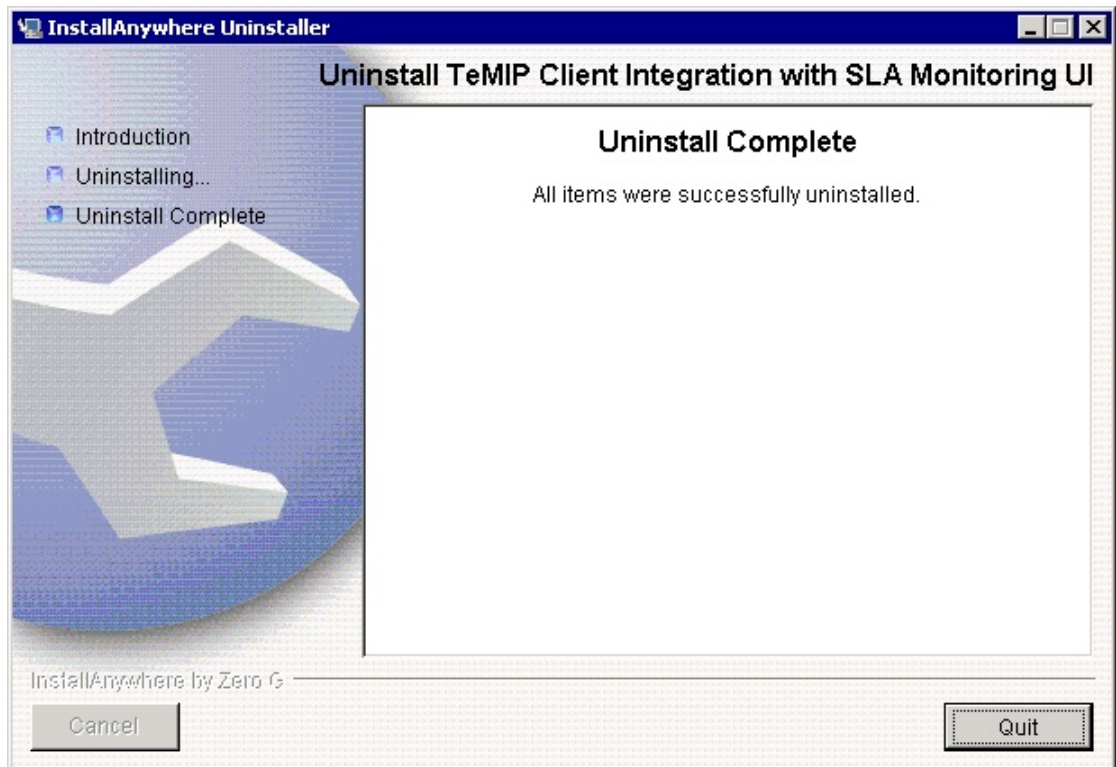 InstallAnywhere Uninstaller
Uninstall TeMIP Client Integration with SLA Monitoring UI
Introduction
Uninstalling...
Uninstall Complete
Uninstall Complete
All items were successfully uninstalled.
InstallAnywhere by Zero G
Cancel
Quit